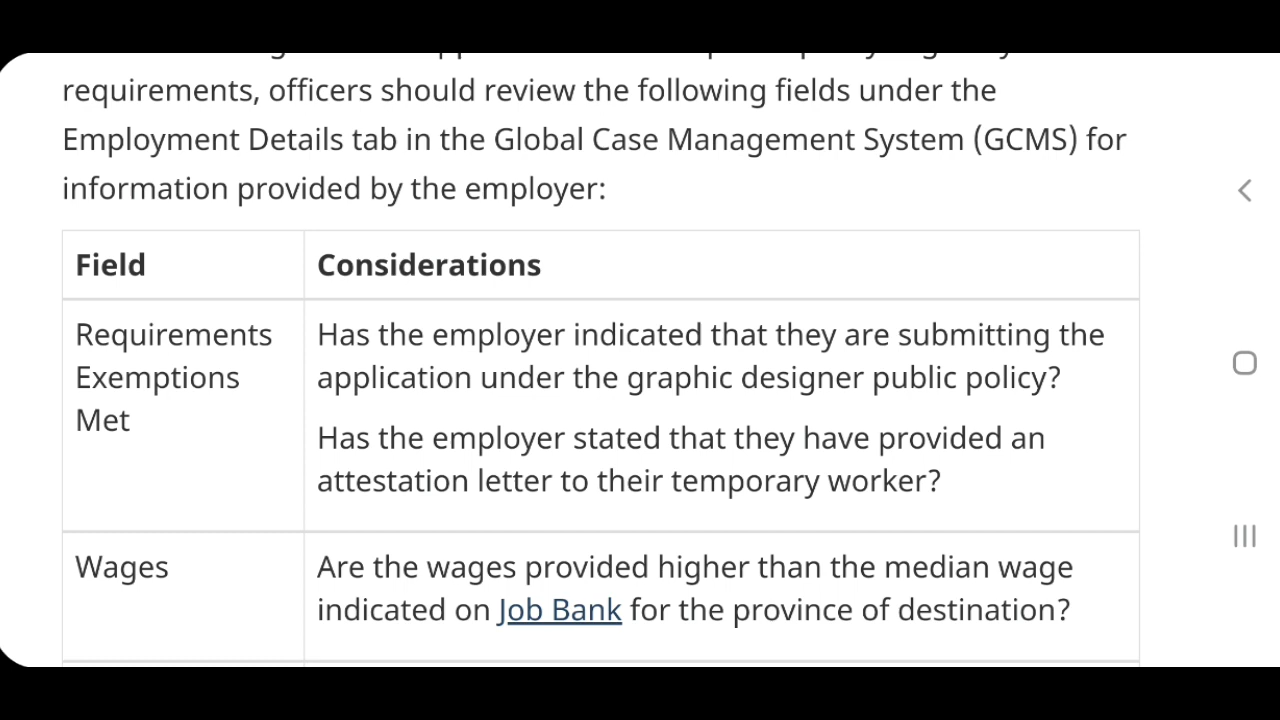 requirements, officers should review the following fields under the
Employment Details tab in the Global Case Management System (GCMS) for
information provided by the employer:
Field
Considerations
Requirements
Exemptions
Met
Has the employer indicated that they are submitting the
application under the graphic designer public policy?
Has the employer stated that they have provided an
attestation letter to their temporary worker?
Wages
Are the wages provided higher than the median wage
indicated on Job Bank for the province of destination?